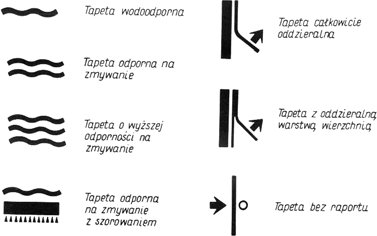 Tapeta wodoodporna
Tapeta odporna na
zmywanie
Tapeta o wyższej
odporności na
zmywanie
Tapeta odporna
na zmywanie
z szorowaniem
Tapeta całkowicie
oddzieralna
Tapeta z oddzieralną
warstwą wierzchnią
Tapeta bez raportu